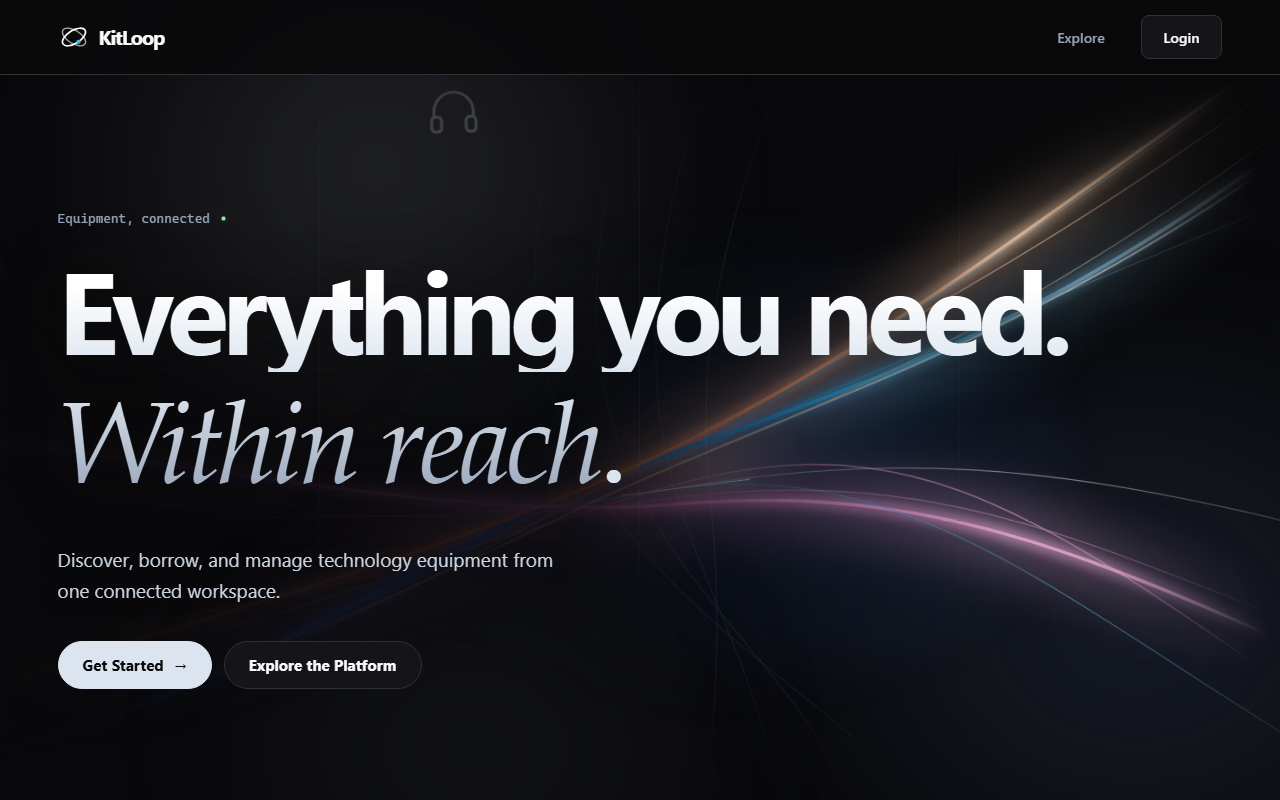 KitLoop
Explore
Login
Equipment, connected
Everything you need.
Within reach.
Discover, borrow, and manage technology equipment from
one connected workspace.
Get Started →
Explore the Platform